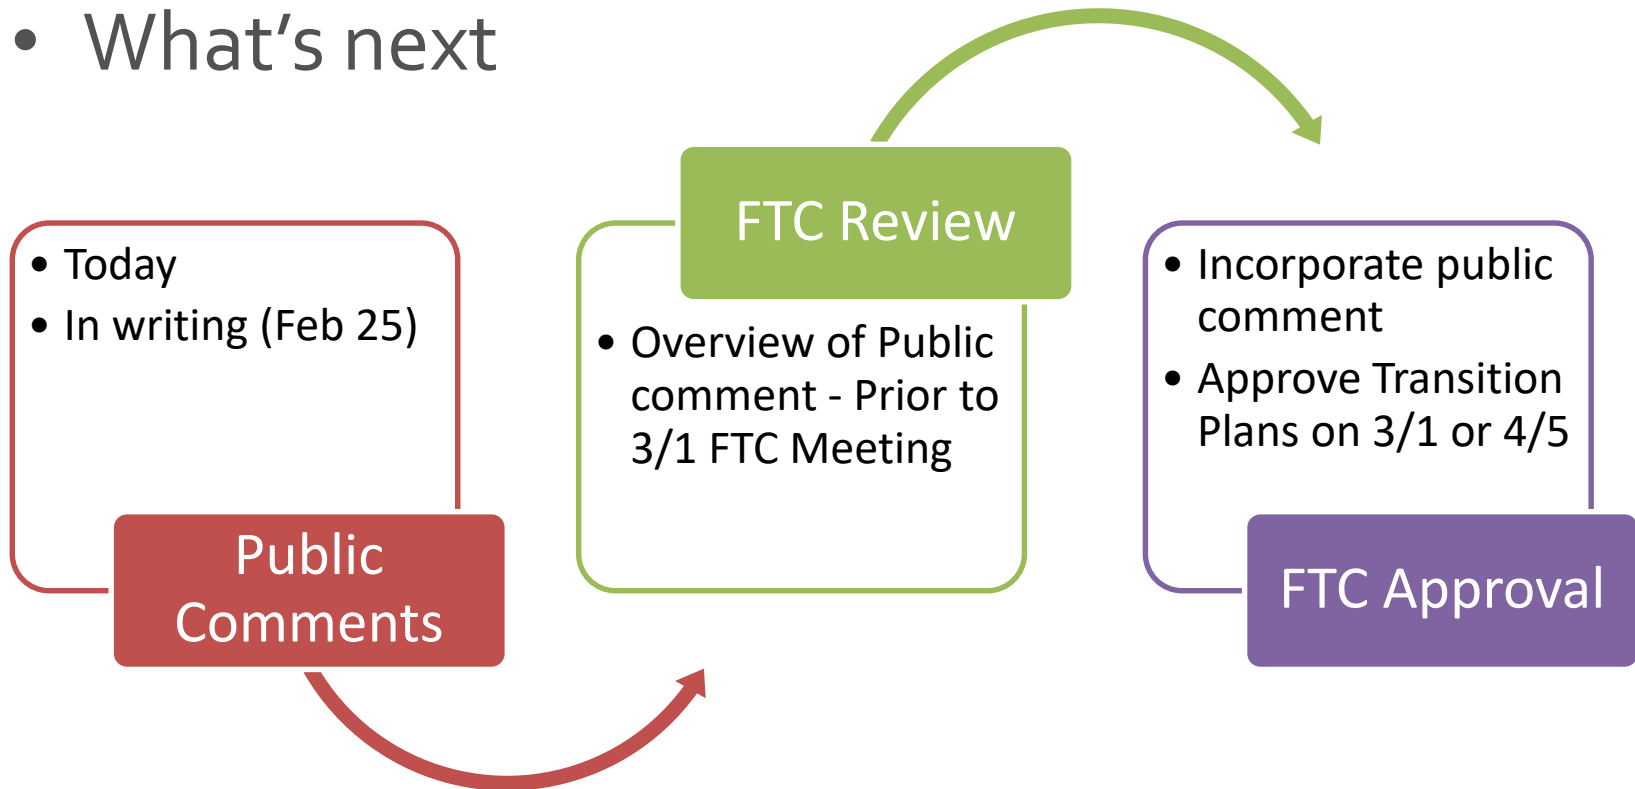 • What's next
• Today
• In writing (Feb 25)
Public
Comments
FTC Review
• Overview of Public
comment - Prior to
3/1 FTC Meeting
• Incorporate public
comment
• Approve Transition
Plans on 3/1 or 4/5
FTC Approval